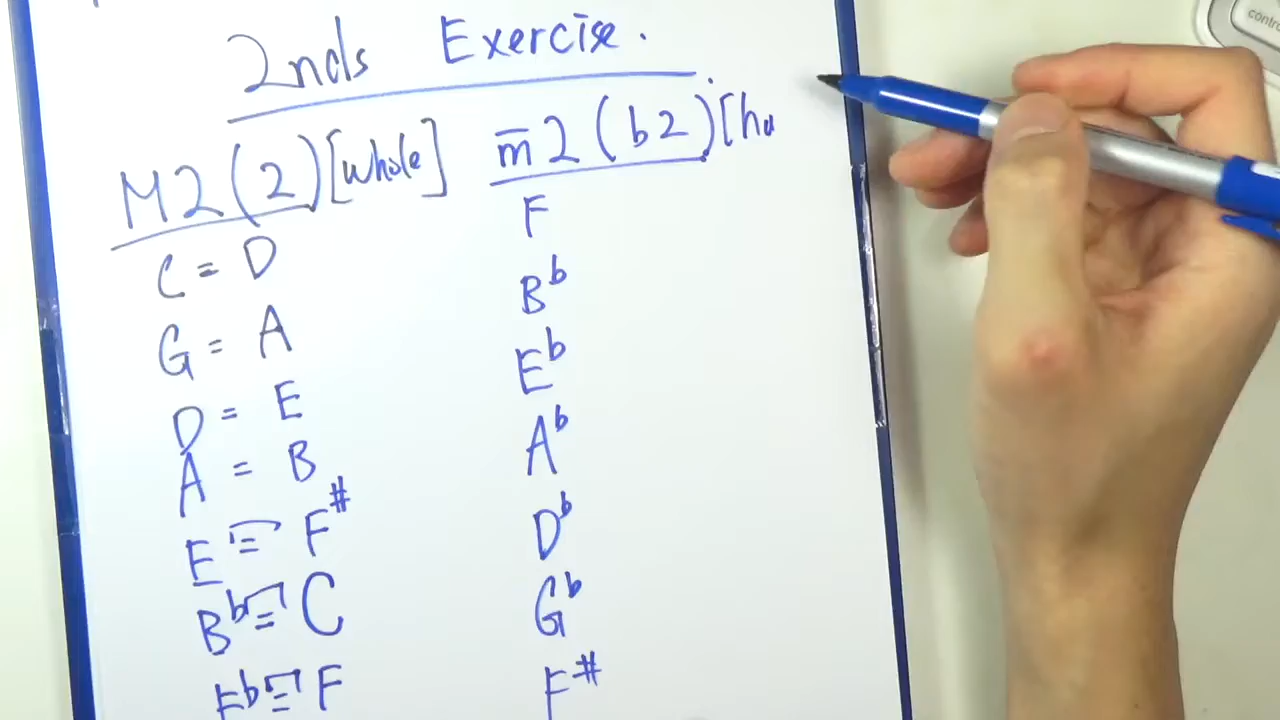 2nds Exercise.
M2 (2) [whole]
C = D
G = A
D = E
A = B
E = F#
Bb = C
Eb = F
m2 (b2) [ha
F
Bb
Eb
Ab
Db
Gb
F#